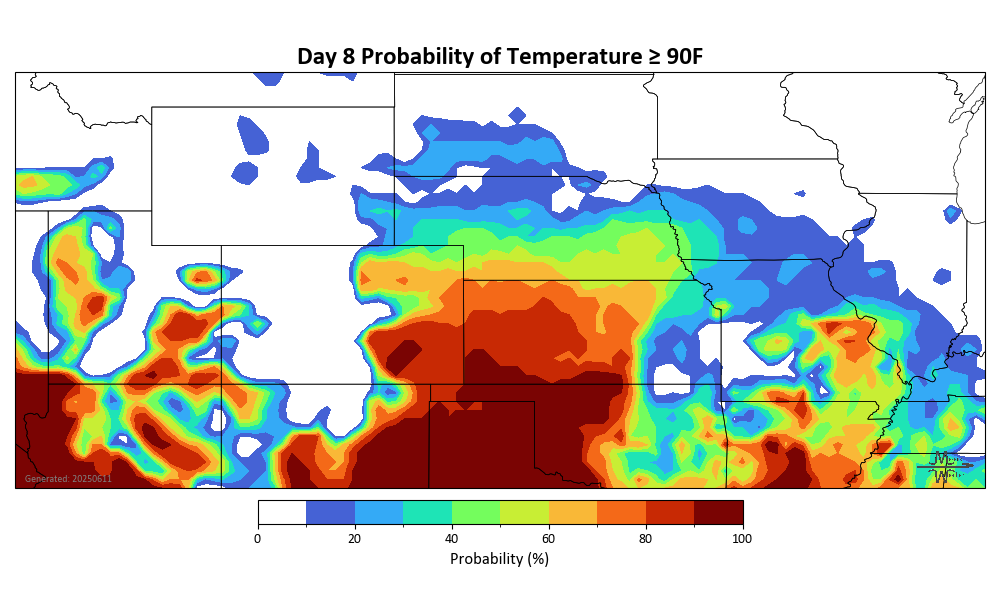 Day 8 Probability of Temperature ≥ 90F
Generated: 20250611
0 20 40 60 80 100
Probability (%)